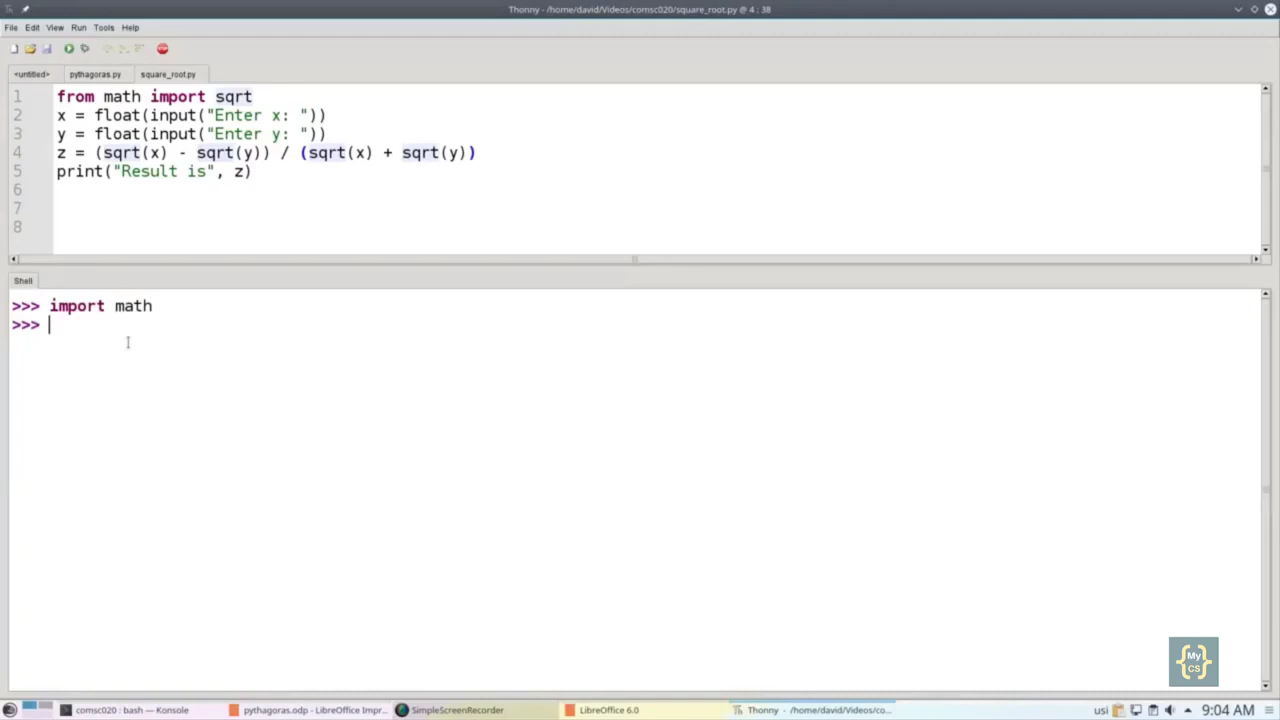 Thonny - /home/david/Videos/comsc020/square_root.py @ 4 : 38
File Edit View Run Tools Help
<untitled> pythagoras.py square_root.py
1 from math import sqrt
2 x = float(input("Enter x: "))
3 y = float(input("Enter y: "))
4 z = (sqrt(x) - sqrt(y)) / (sqrt(x) + sqrt(y))
5 print("Result is", z)
6
7
8
Shell
>>> import math
>>>
{My CS}
comsc020 : bash — Konsole pythagoras.odp - LibreOffice Impr... SimpleScreenRecorder LibreOffice 6.0 Thonny - /home/david/Videos/co... usi 9:04 AM